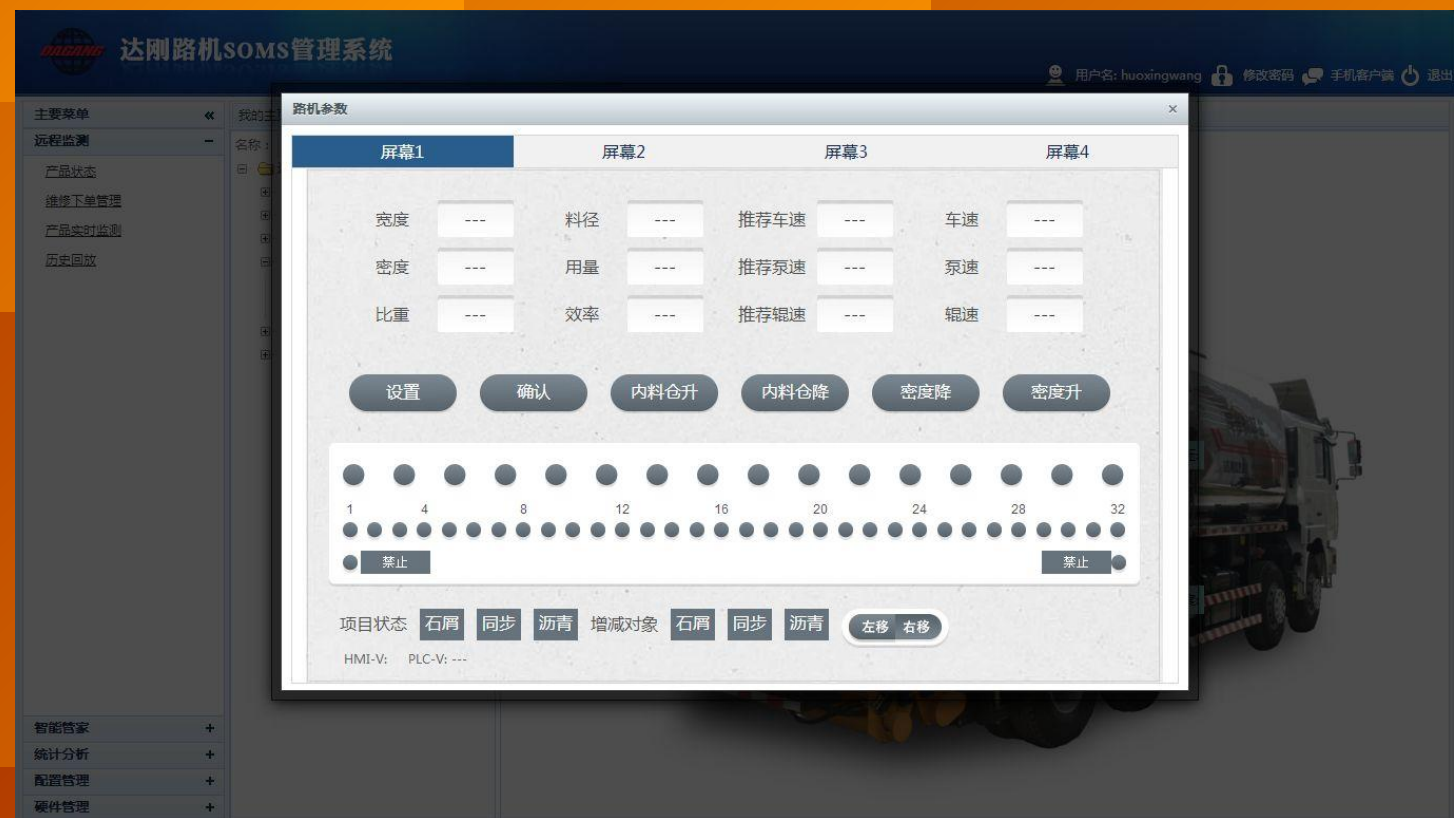 DAGANG 达刚路机SOMS管理系统
用户名: huoxingwang 修改密码 手机客户端 退出
主要菜单 «
远程监测 −
产品状态
维修下单管理
产品实时监测
历史回放
智能管家 +
统计分析 +
配置管理 +
硬件管理 +
我的主
名称：
路机参数 ×
屏幕1 屏幕2 屏幕3 屏幕4
宽度 --- 料径 --- 推荐车速 --- 车速 ---
密度 --- 用量 --- 推荐泵速 --- 泵速 ---
比重 --- 效率 --- 推荐辊速 --- 辊速 ---
设置 确认 内料仓升 内料仓降 密度降 密度升
1 4 8 12 16 20 24 28 32
禁止 禁止
项目状态 石屑 同步 沥青 增减对象 石屑 同步 沥青 左移 右移
HMI-V: PLC-V: ---